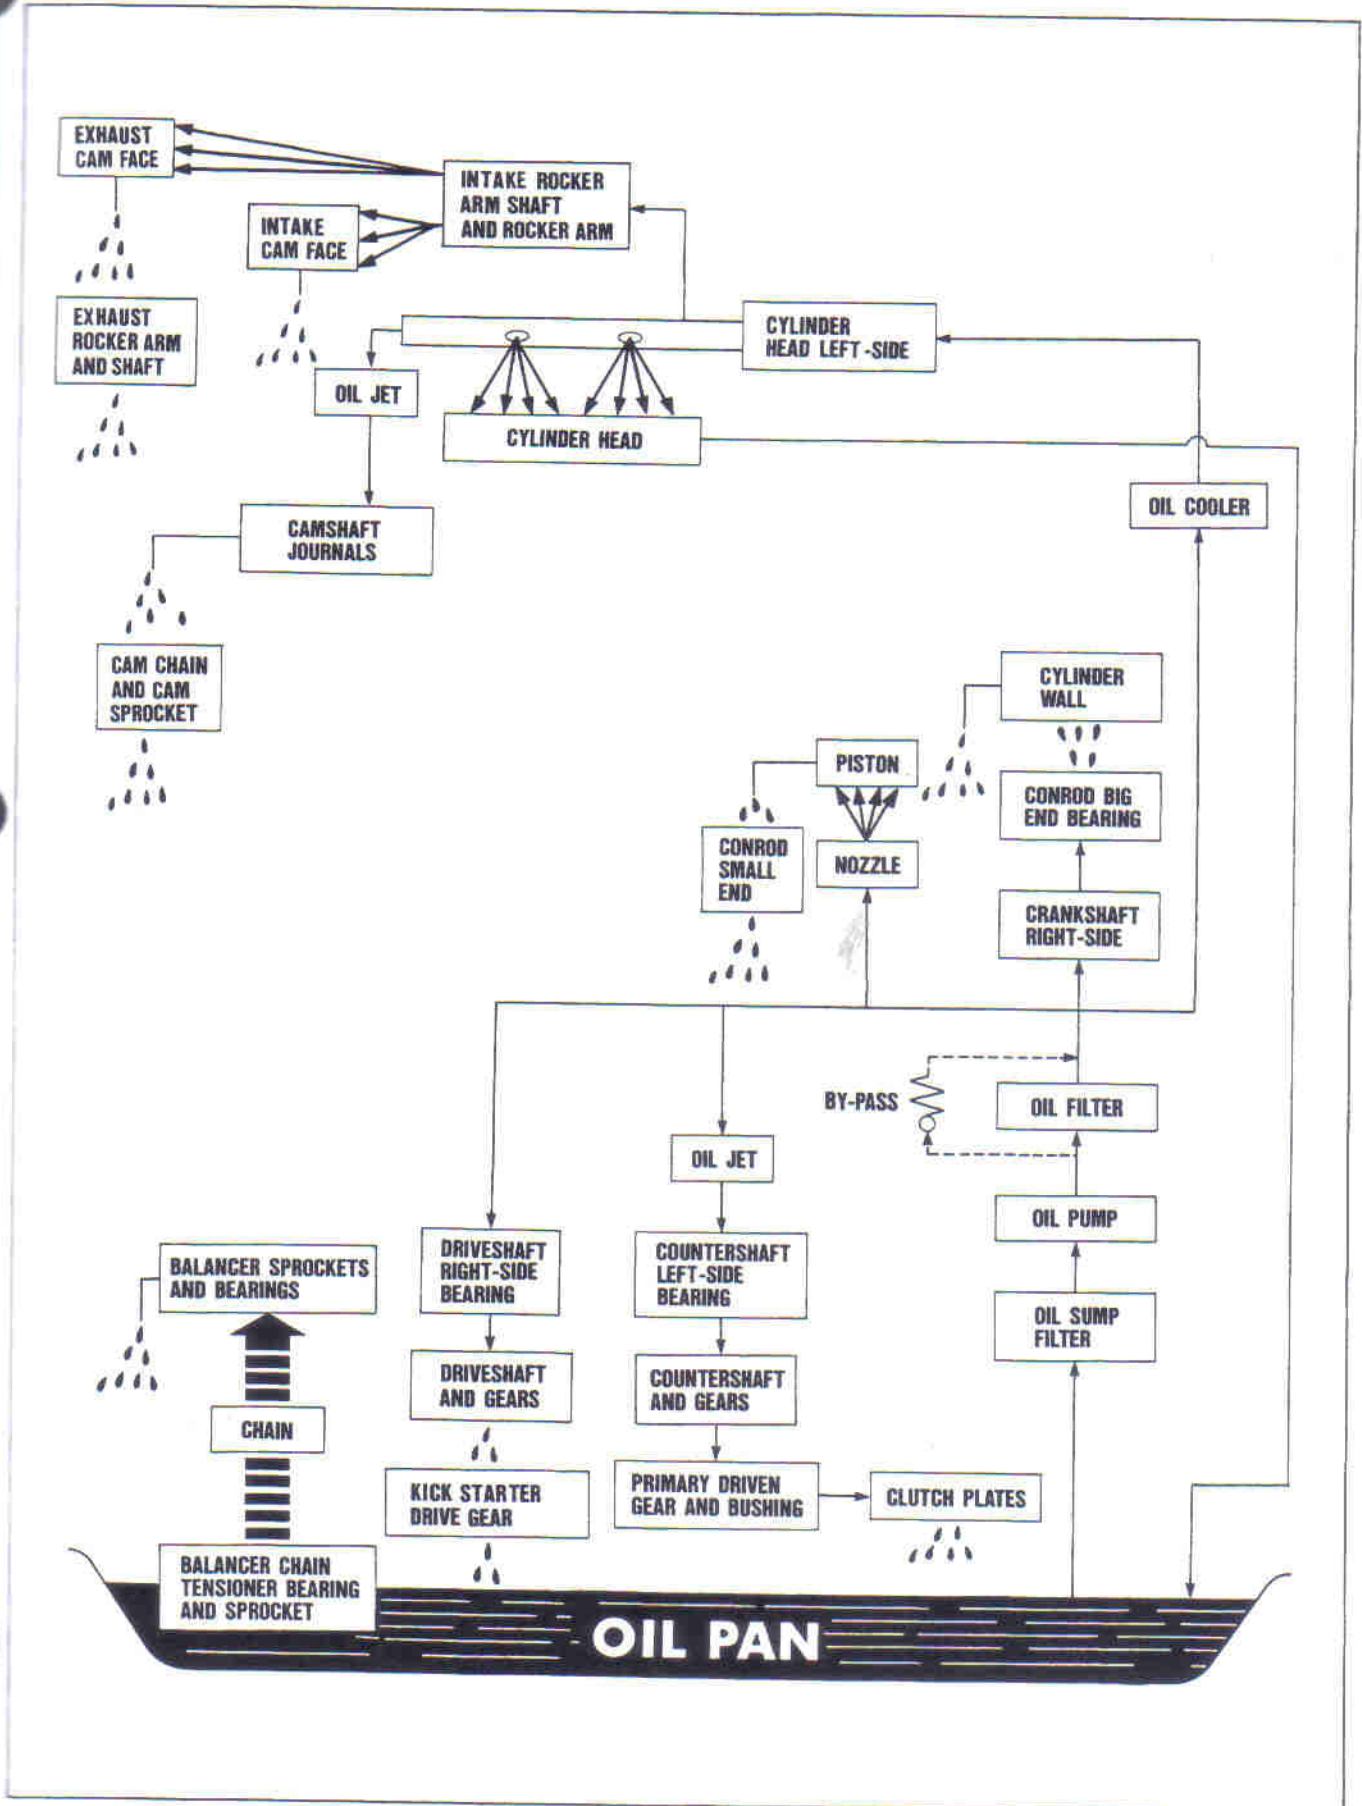 EXHAUST
CAM FACE
INTAKE ROCKER
ARM SHAFT
AND ROCKER ARM
INTAKE
CAM FACE
EXHAUST
ROCKER ARM
AND SHAFT
CYLINDER
HEAD LEFT-SIDE
OIL JET
CYLINDER HEAD
OIL COOLER
CAMSHAFT
JOURNALS
CAM CHAIN
AND CAM
SPROCKET
CYLINDER
WALL
PISTON
CONROD BIG
END BEARING
CONROD
SMALL
END
NOZZLE
CRANKSHAFT
RIGHT-SIDE
BY-PASS
OIL FILTER
OIL JET
OIL PUMP
BALANCER SPROCKETS
AND BEARINGS
DRIVESHAFT
RIGHT-SIDE
BEARING
COUNTERSHAFT
LEFT-SIDE
BEARING
OIL SUMP
FILTER
DRIVESHAFT
AND GEARS
COUNTERSHAFT
AND GEARS
CHAIN
KICK STARTER
DRIVE GEAR
PRIMARY DRIVEN
GEAR AND BUSHING
CLUTCH PLATES
BALANCER CHAIN
TENSIONER BEARING
AND SPROCKET
OIL PAN